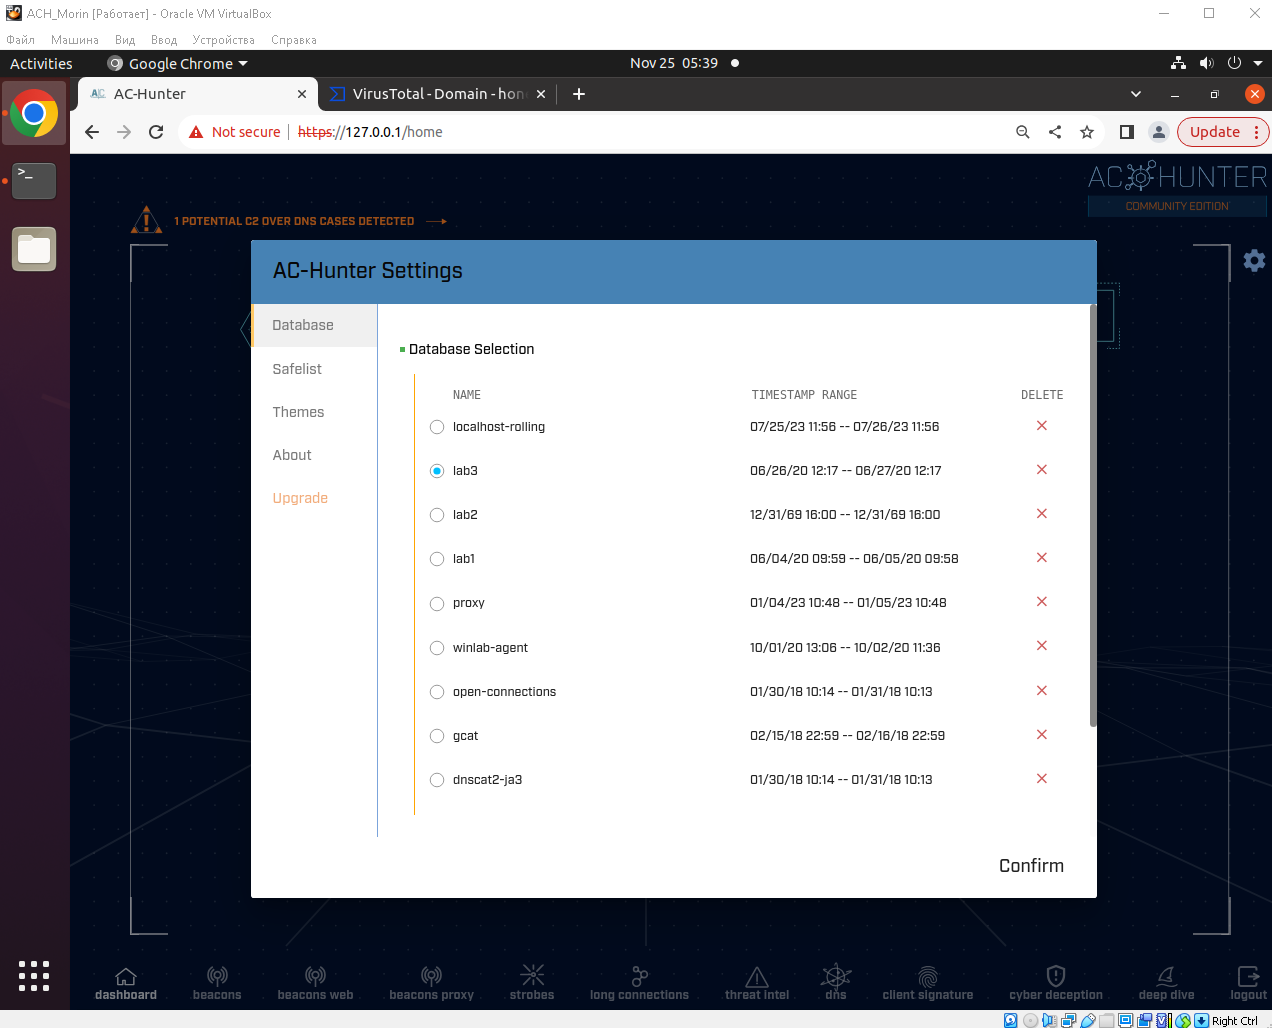 ACH_Morin [Работает] - Oracle VM VirtualBox
Файл Машина Вид Ввод Устройства Справка
Activities Google Chrome Nov 25 05:39
AC-Hunter VirusTotal - Domain - hon
Not secure https://127.0.0.1/home Update
AC HUNTER
COMMUNITY EDITION
1 POTENTIAL C2 OVER DNS CASES DETECTED
AC-Hunter Settings
Database
Safelist
Themes
About
Upgrade
Database Selection
NAME TIMESTAMP RANGE DELETE
localhost-rolling 07/25/23 11:56 -- 07/26/23 11:56
lab3 06/26/20 12:17 -- 06/27/20 12:17
lab2 12/31/69 16:00 -- 12/31/69 16:00
lab1 06/04/20 09:59 -- 06/05/20 09:58
proxy 01/04/23 10:48 -- 01/05/23 10:48
winlab-agent 10/01/20 13:06 -- 10/02/20 11:36
open-connections 01/30/18 10:14 -- 01/31/18 10:13
gcat 02/15/18 22:59 -- 02/16/18 22:59
dnscat2-ja3 01/30/18 10:14 -- 01/31/18 10:13
Confirm
dashboard beacons beacons web beacons proxy strobes long connections threat intel dns client signature cyber deception deep dive logout
Right Ctrl